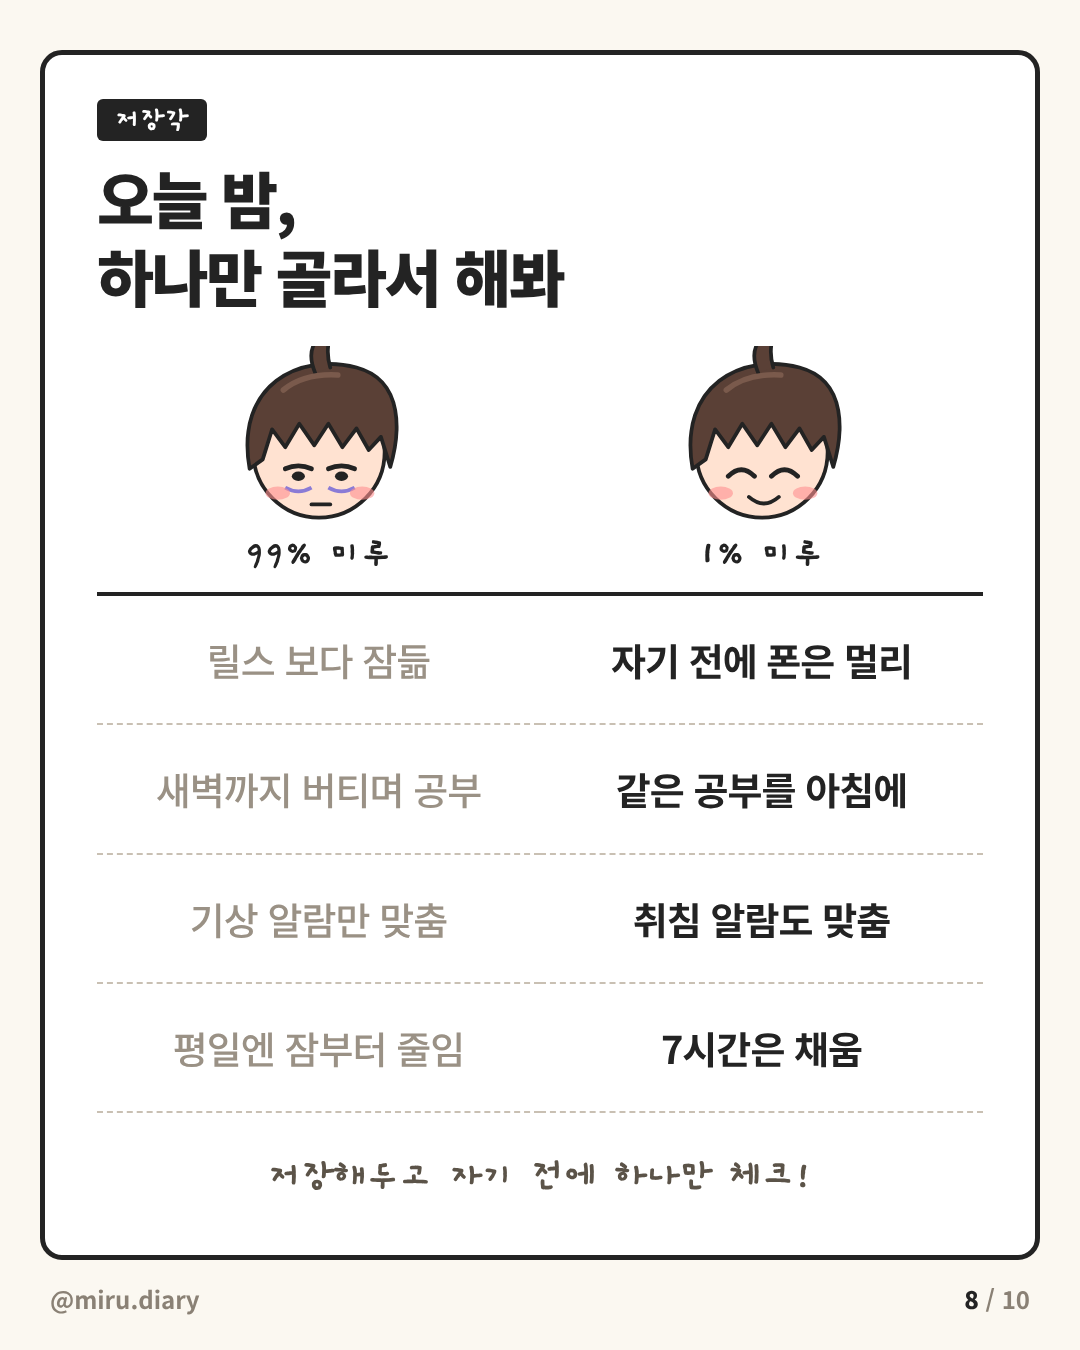 저장각
오늘 밤,
하나만 골라서 해봐
99% 미루
1% 미루
릴스 보다 잠듦
자기 전에 폰은 멀리
새벽까지 버티며 공부
같은 공부를 아침에
기상 알람만 맞춤
취침 알람도 맞춤
평일엔 잠부터 줄임
7시간은 채움
저장해두고 자기 전에 하나만 체크!
@miru.diary
8 / 10